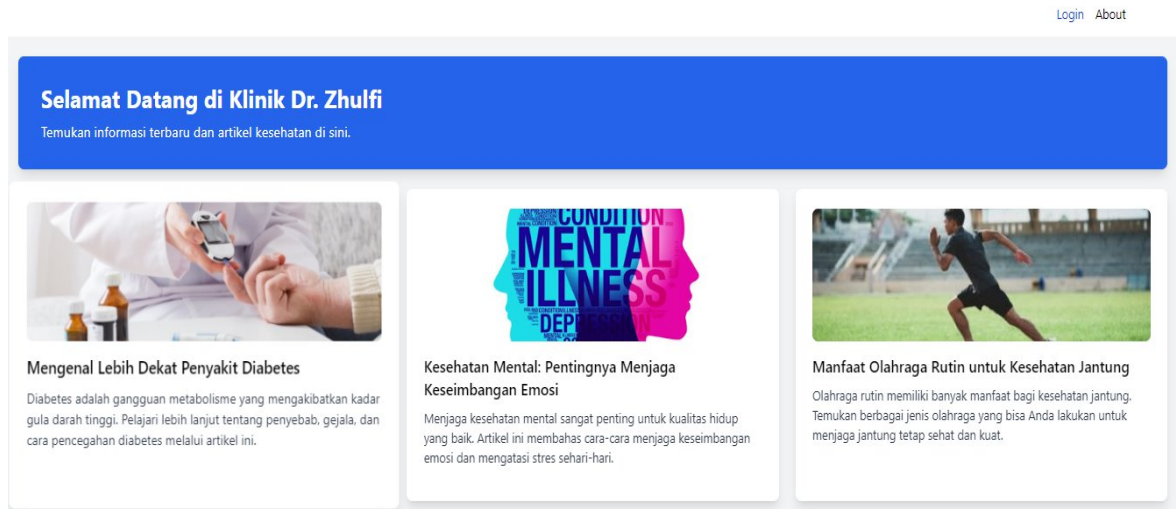 Login About
Selamat Datang di Klinik Dr. Zhulfi
Temukan informasi terbaru dan artikel kesehatan di sini.
CONDITION
MENTAL
ILLNESS
DEPRESSION
Mengenal Lebih Dekat Penyakit Diabetes
Diabetes adalah gangguan metabolisme yang mengakibatkan kadar
gula darah tinggi. Pelajari lebih lanjut tentang penyebab, gejala, dan
cara pencegahan diabetes melalui artikel ini.
Kesehatan Mental: Pentingnya Menjaga
Keseimbangan Emosi
Menjaga kesehatan mental sangat penting untuk kualitas hidup
yang baik. Artikel ini membahas cara-cara menjaga keseimbangan
emosi dan mengatasi stres sehari-hari.
Manfaat Olahraga Rutin untuk Kesehatan Jantung
Olahraga rutin memiliki banyak manfaat bagi kesehatan jantung.
Temukan berbagai jenis olahraga yang bisa Anda lakukan untuk
menjaga jantung tetap sehat dan kuat.